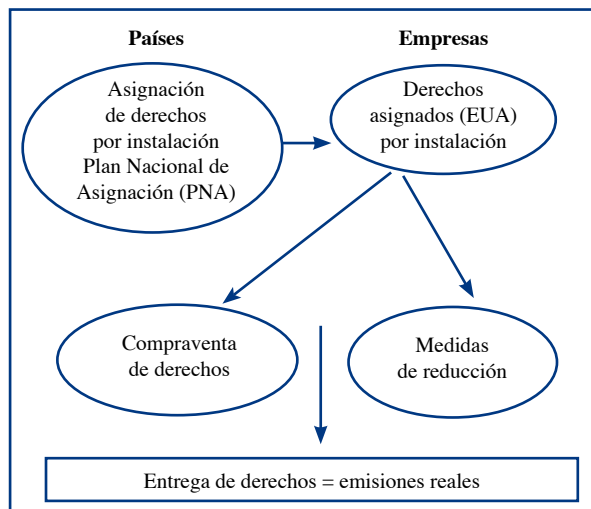 Países
Empresas
Asignación
de derechos
por instalación
Plan Nacional de
Asignación (PNA)
Derechos
asignados (EUA)
por instalación
Compraventa
de derechos
Medidas
de reducción
Entrega de derechos = emisiones reales